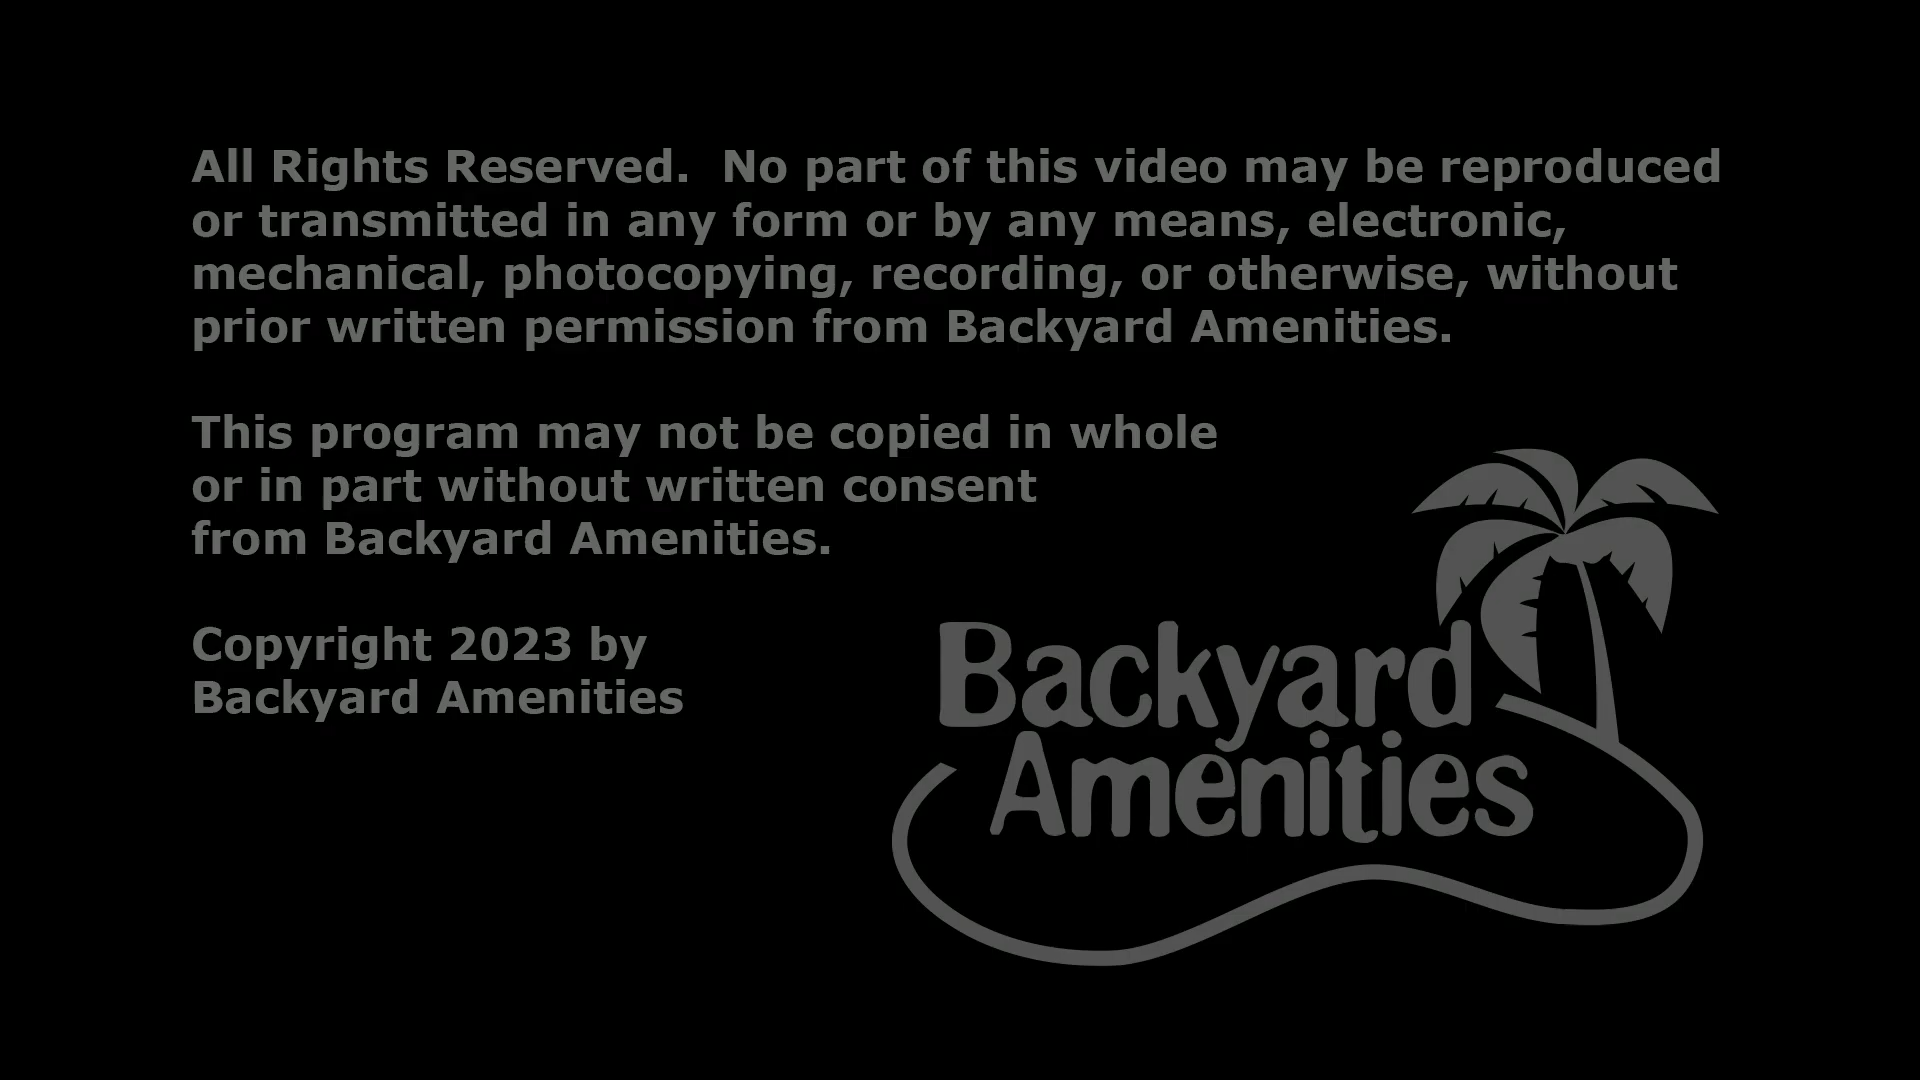 All Rights Reserved.  No part of this video may be reproduced
or transmitted in any form or by any means, electronic,
mechanical, photocopying, recording, or otherwise, without
prior written permission from Backyard Amenities.
This program may not be copied in whole
or in part without written consent
from Backyard Amenities.
Copyright 2023 by
Backyard Amenities
Backyard
Amenities